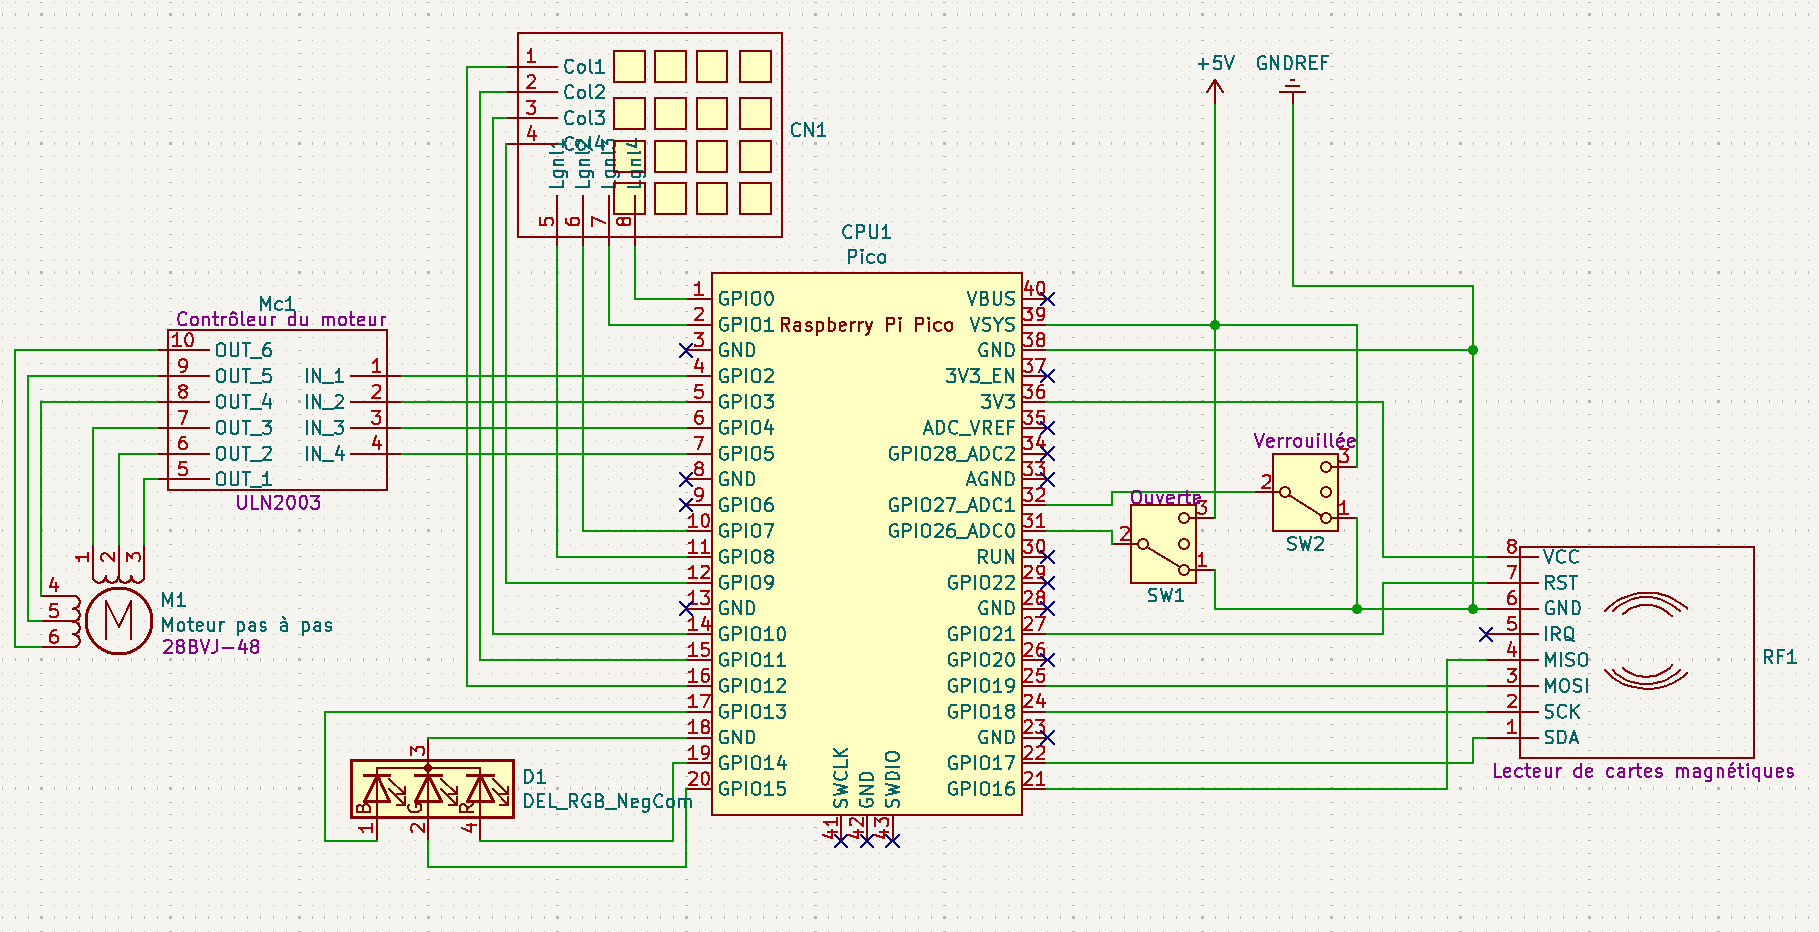 1 Col1
2 Col2
3 Col3
4 Col4
Lgn1 Lgn2 Lgn3 Lgn4
5 6 7 8
CN1
+5V GNDREF
CPU1
Pico
Raspberry Pi Pico
1 GPIO0
2 GPIO1
3 GND
4 GPIO2
5 GPIO3
6 GPIO4
7 GPIO5
8 GND
9 GPIO6
10 GPIO7
11 GPIO8
12 GPIO9
13 GND
14 GPIO10
15 GPIO11
16 GPIO12
17 GPIO13
18 GND
19 GPIO14
20 GPIO15
VBUS 40
VSYS 39
GND 38
3V3_EN 37
3V3 36
ADC_VREF 35
GPIO28_ADC2 34
AGND 33
GPIO27_ADC1 32
GPIO26_ADC0 31
RUN 30
GPIO22 29
GND 28
GPIO21 27
GPIO20 26
GPIO19 25
GPIO18 24
GND 23
GPIO17 22
GPIO16 21
SWCLK GND SWDIO
41 42 43
Mc1
Contrôleur du moteur
10 OUT_6
9 OUT_5
8 OUT_4
7 OUT_3
6 OUT_2
5 OUT_1
IN_1 1
IN_2 2
IN_3 3
IN_4 4
ULN2003
1 2 3
4
5
6
M
M1
Moteur pas à pas
28BVJ-48
3
B G R
1 2 4
D1
DEL_RGB_NegCom
Verrouillée
3
2
1
SW2
Ouverte
3
2
1
SW1
8 VCC
7 RST
6 GND
5 IRQ
4 MISO
3 MOSI
2 SCK
1 SDA
RF1
Lecteur de cartes magnétiques